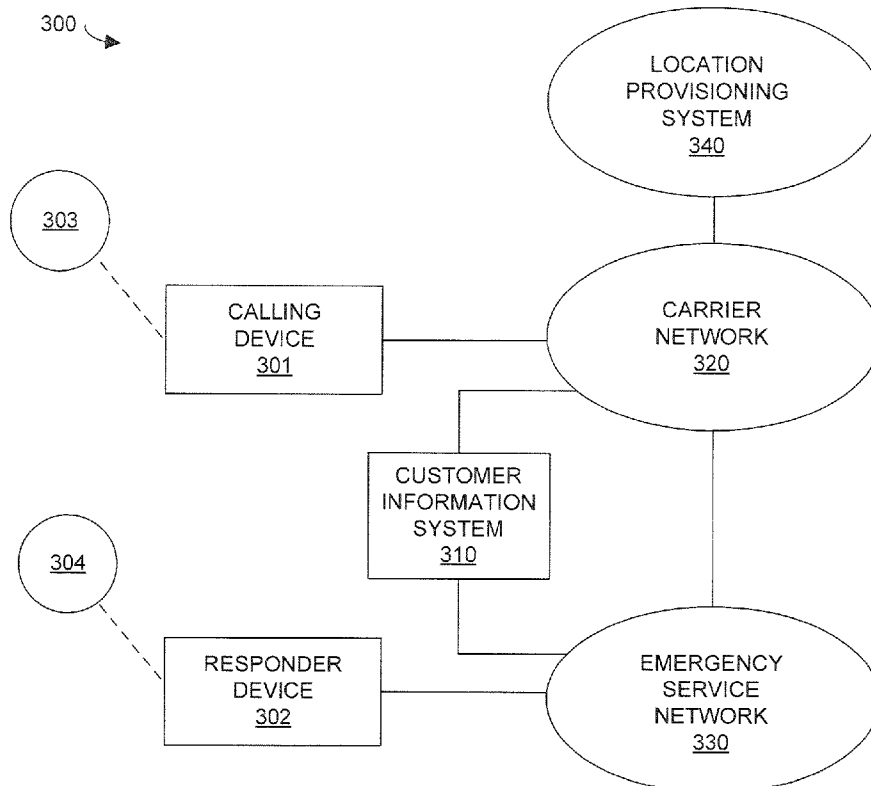 300
LOCATION
PROVISIONING
SYSTEM
340
303
CALLING
DEVICE
301
CARRIER
NETWORK
320
CUSTOMER
INFORMATION
SYSTEM
310
304
RESPONDER
DEVICE
302
EMERGENCY
SERVICE
NETWORK
330